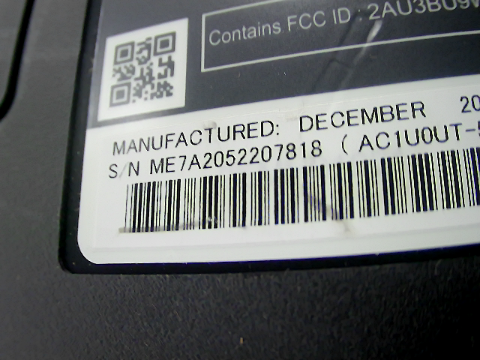 Contains FCC ID : 2AU3BU9
MANUFACTURED: DECEMBER 20
S/N ME7A2052207818 ( AC1U0UT-